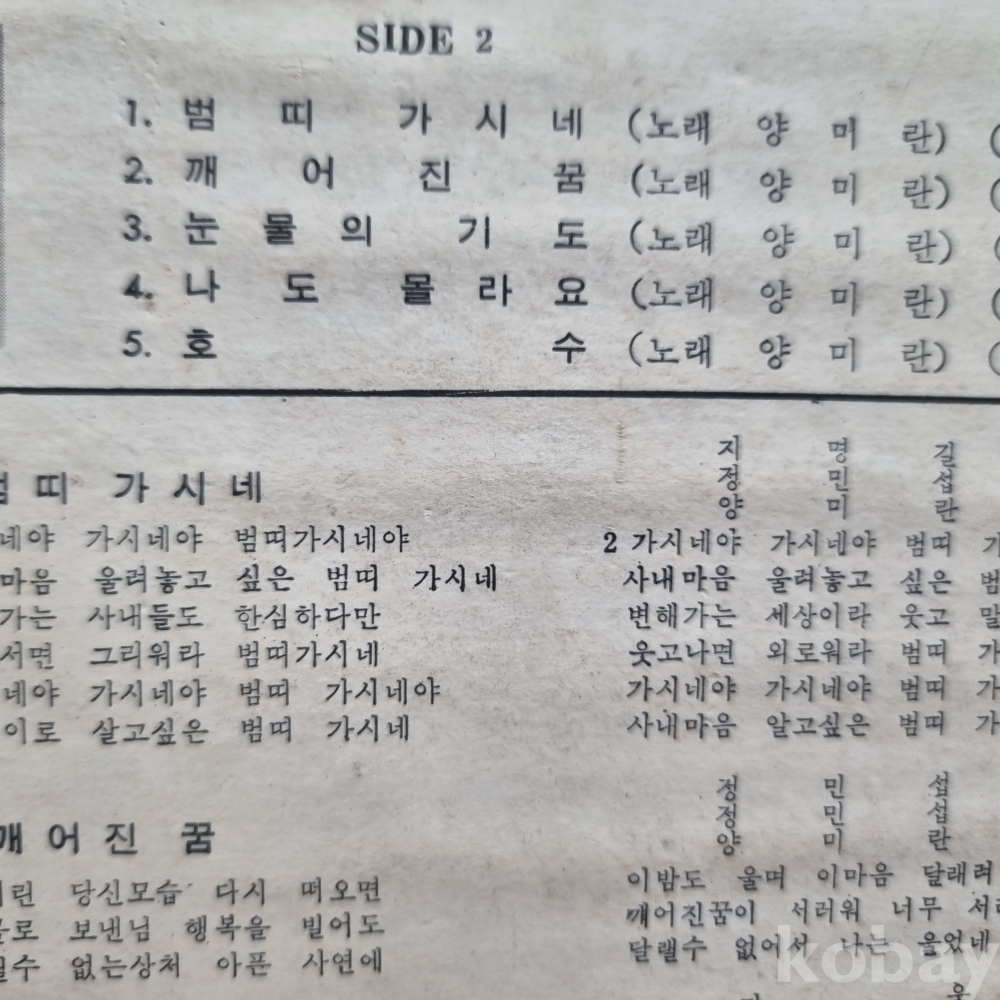 SIDE 2
1. 범 띠 가 시 네 (노래 양 미 란) (
2. 깨 어 진 꿈 (노래 양 미 란) (
3. 눈 물 의 기 도 (노래 양 미 란) (
4. 나 도 몰 라 요 (노래 양 미 란) (
5. 호 수 (노래 양 미 란) (
범 띠 가 시 네
지 명 길
정 민 섭
양 미 란
네야 가시네야 범띠가시네야
마음 울려놓고 싶은 범띠 가시네
가는 사내들도 한심하다만
서면 그리워라 범띠가시네
네야 가시네야 범띠 가시네야
이로 살고싶은 범띠 가시네
2 가시네야 가시네야 범띠 가
사내마음 울려놓고 싶은 범
변해가는 세상이라 웃고 말
웃고나면 외로워라 범띠 가
가시네야 가시네야 범띠 가
사내마음 알고싶은 범띠 가
깨 어 진 꿈
정 민 섭
정 민 섭
양 미 란
당신모습 다시 떠오면
보낸님 행복을 빌어도
없는상처 아픈 사연에
이밤도 울며 이마음 달래려
깨어진꿈이 서러워 너무 서
달랠수 없어서 나는 울었네
kobay